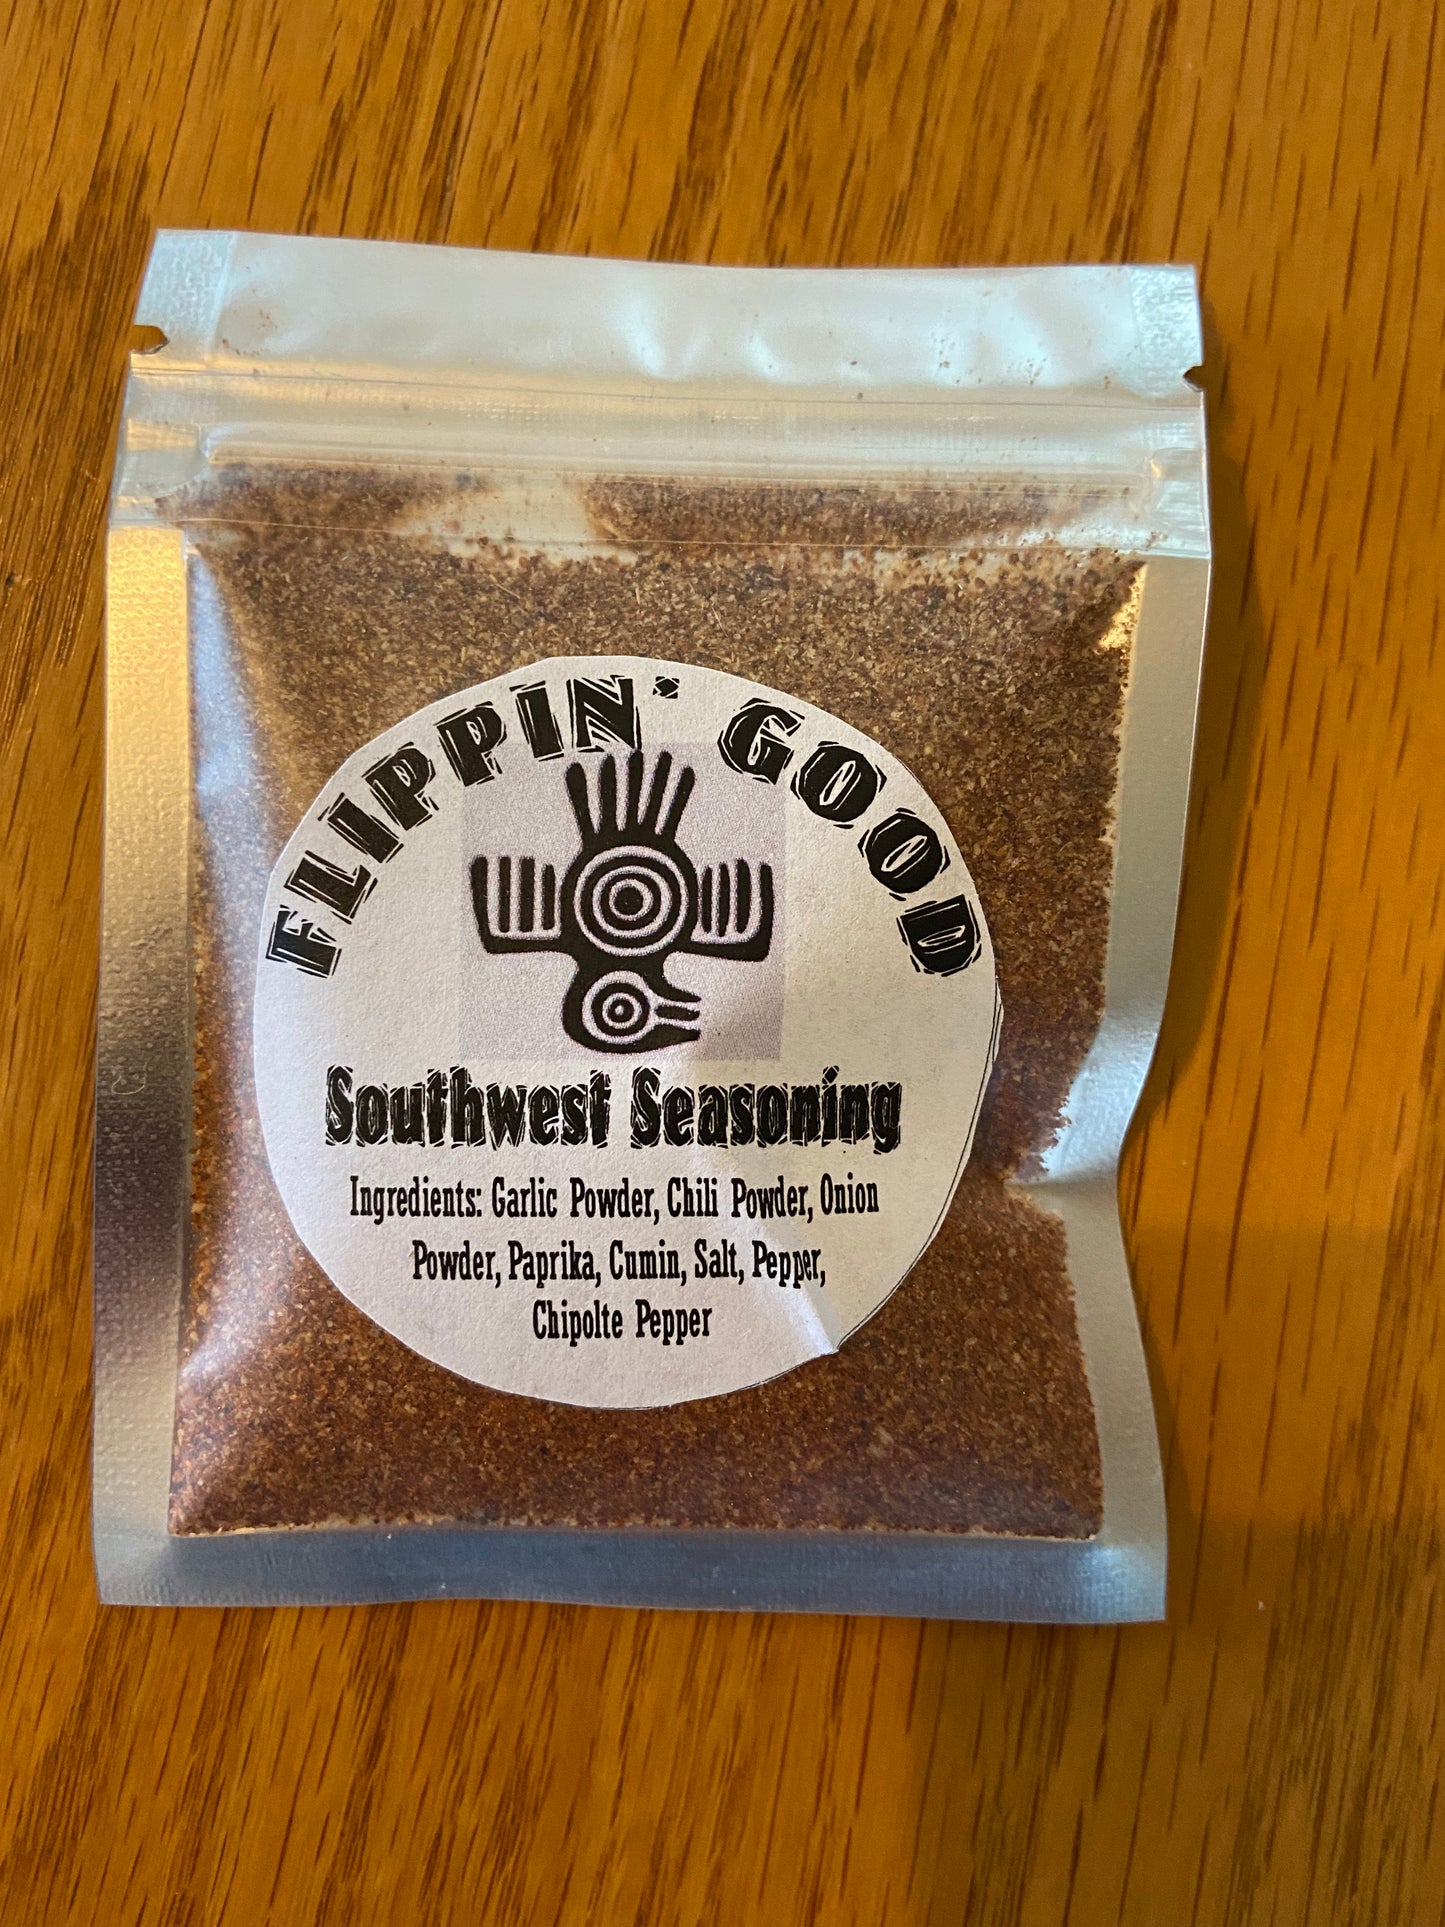 FLIPPIN' GOOD
Southwest Seasoning
Ingredients: Garlic Powder, Chili Powder, Onion
Powder, Paprika, Cumin, Salt, Pepper,
Chipolte Pepper